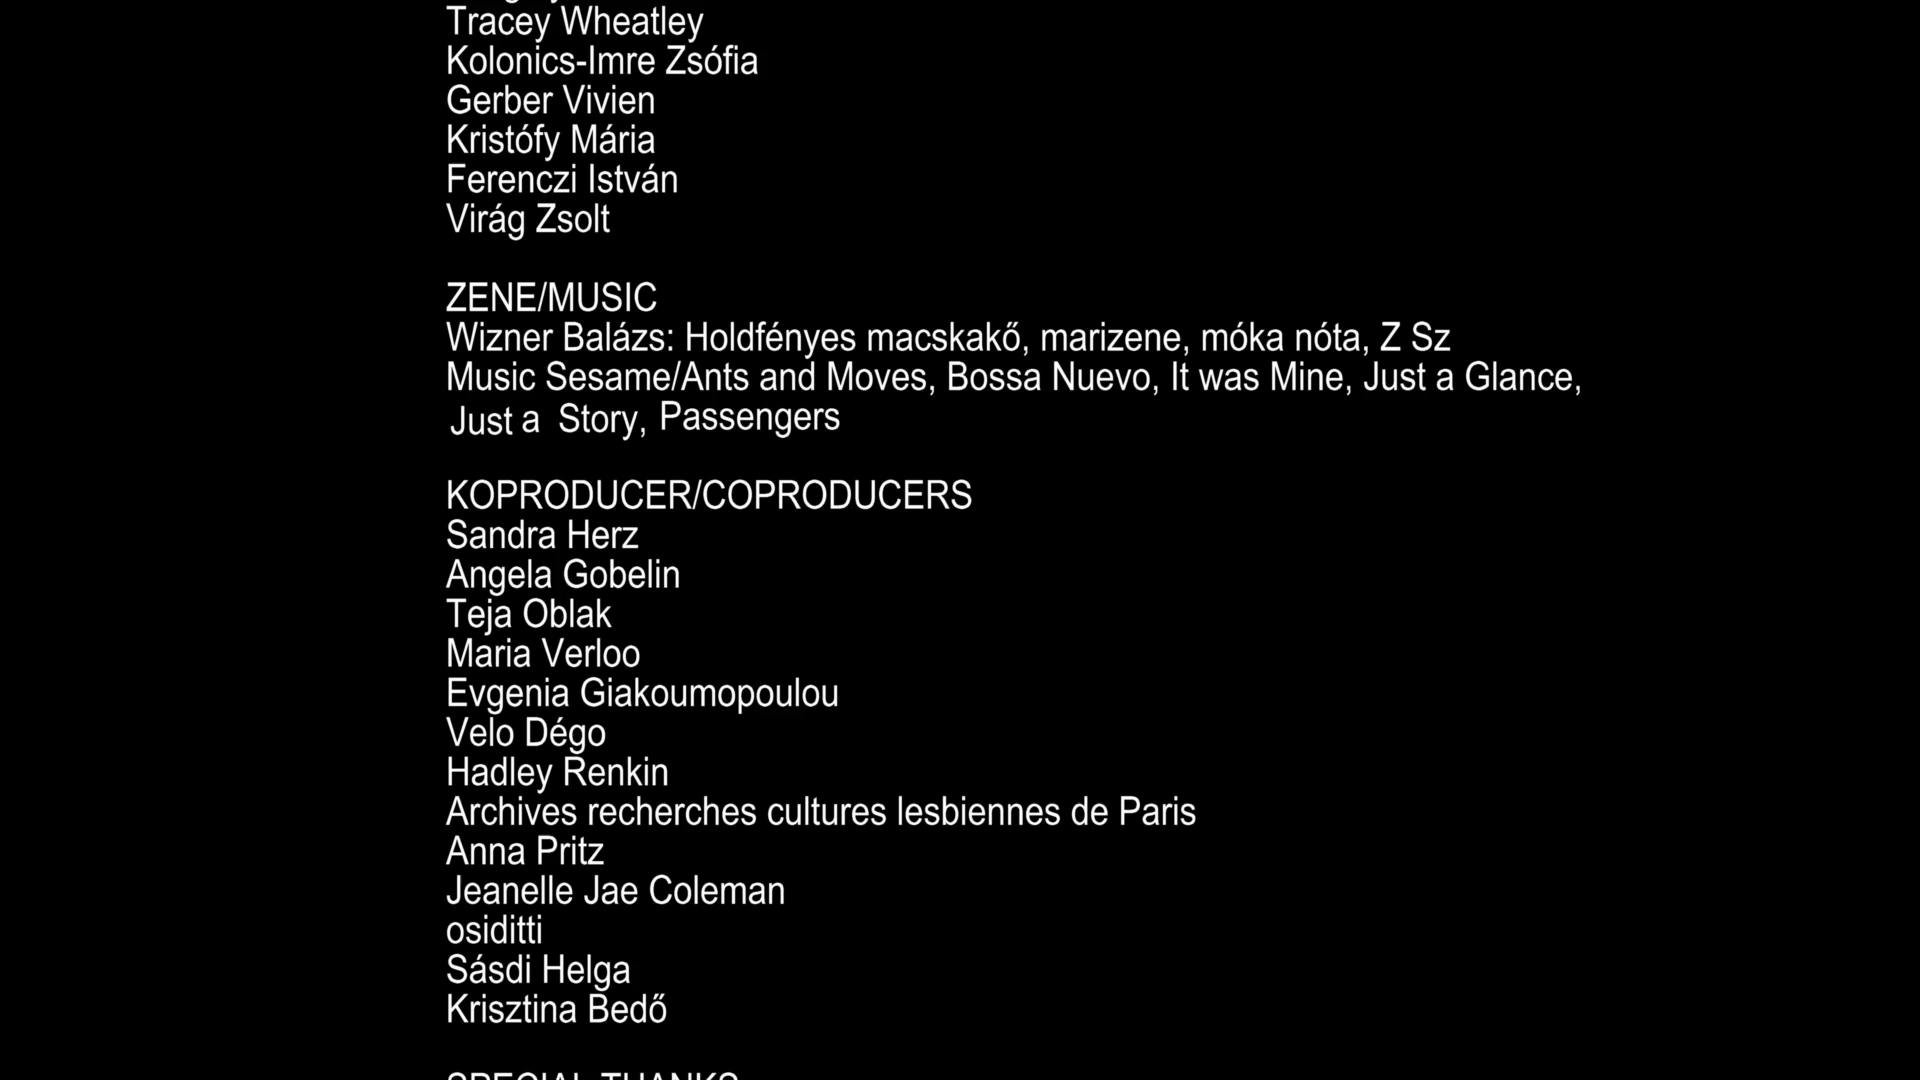 Tracey Wheatley
Kolonics-Imre Zsófia
Gerber Vivien
Kristófy Mária
Ferenczi István
Virág Zsolt
ZENE/MUSIC
Wizner Balázs: Holdfényes macskakő, marizene, móka nóta, Z Sz
Music Sesame/Ants and Moves, Bossa Nuevo, It was Mine, Just a Glance,
Just a Story, Passengers
KOPRODUCER/COPRODUCERS
Sandra Herz
Angela Gobelin
Teja Oblak
Maria Verloo
Evgenia Giakoumopoulou
Velo Dégo
Hadley Renkin
Archives recherches cultures lesbiennes de Paris
Anna Pritz
Jeanelle Jae Coleman
osiditti
Sásdi Helga
Krisztina Bedő
SPECIAL THANKS